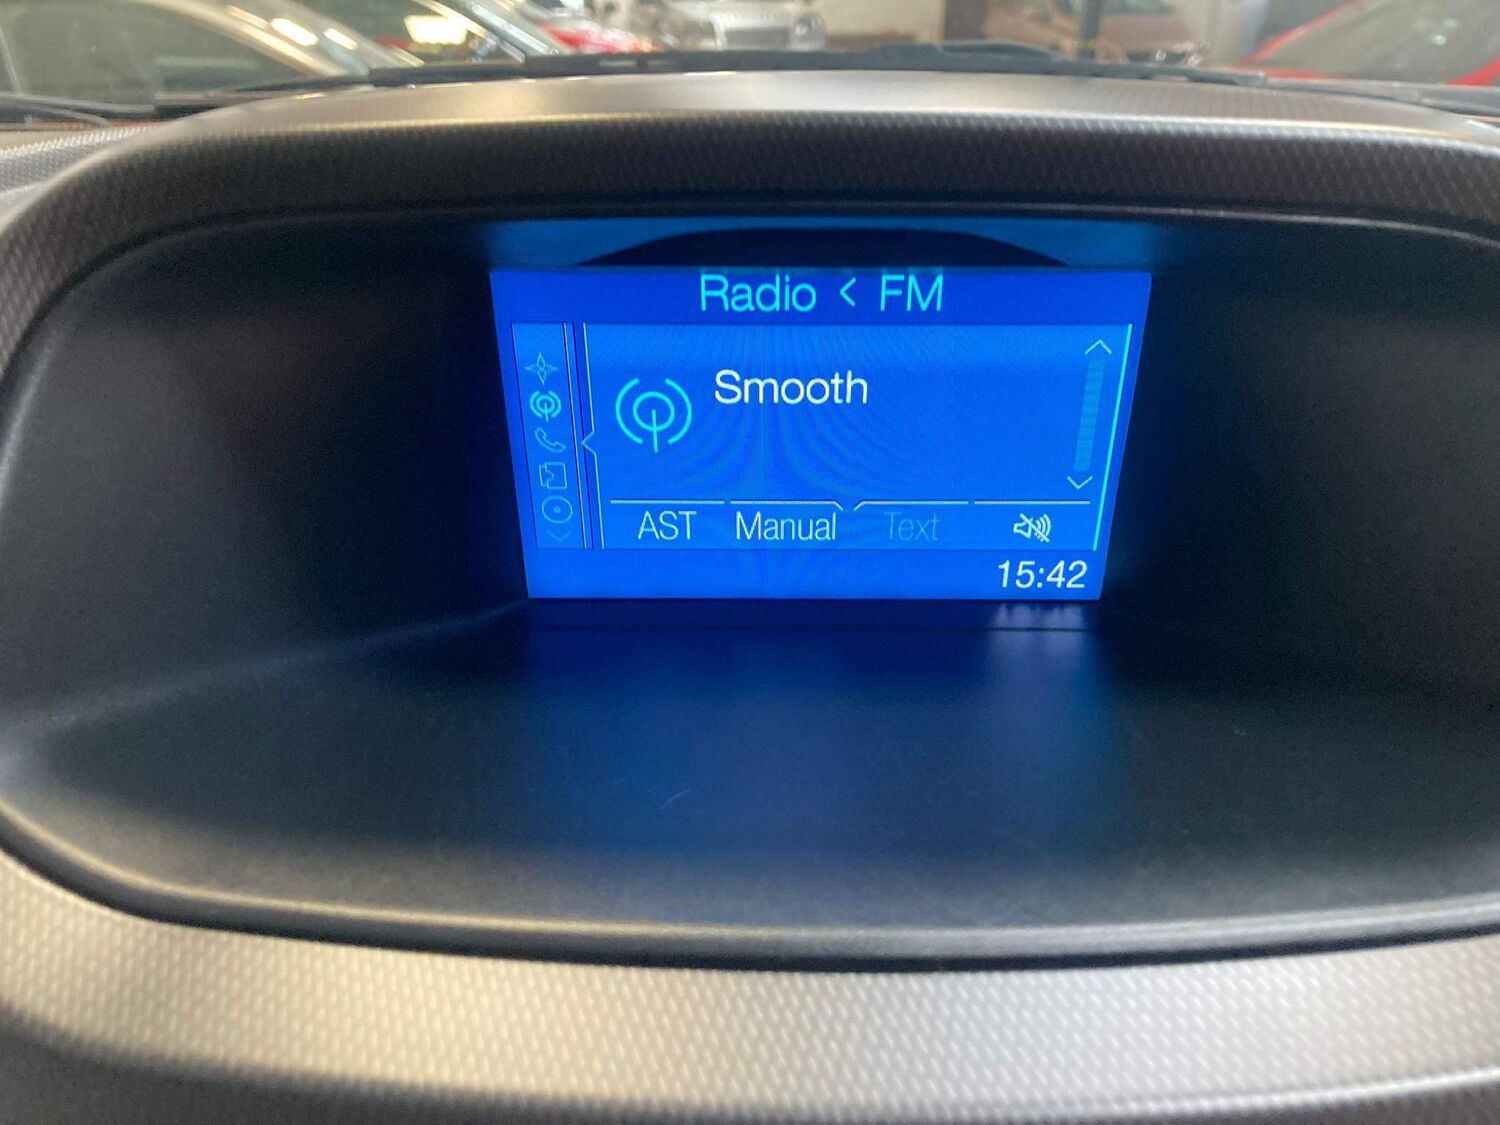 Radio < FM
Smooth
AST Manual Text
15:42